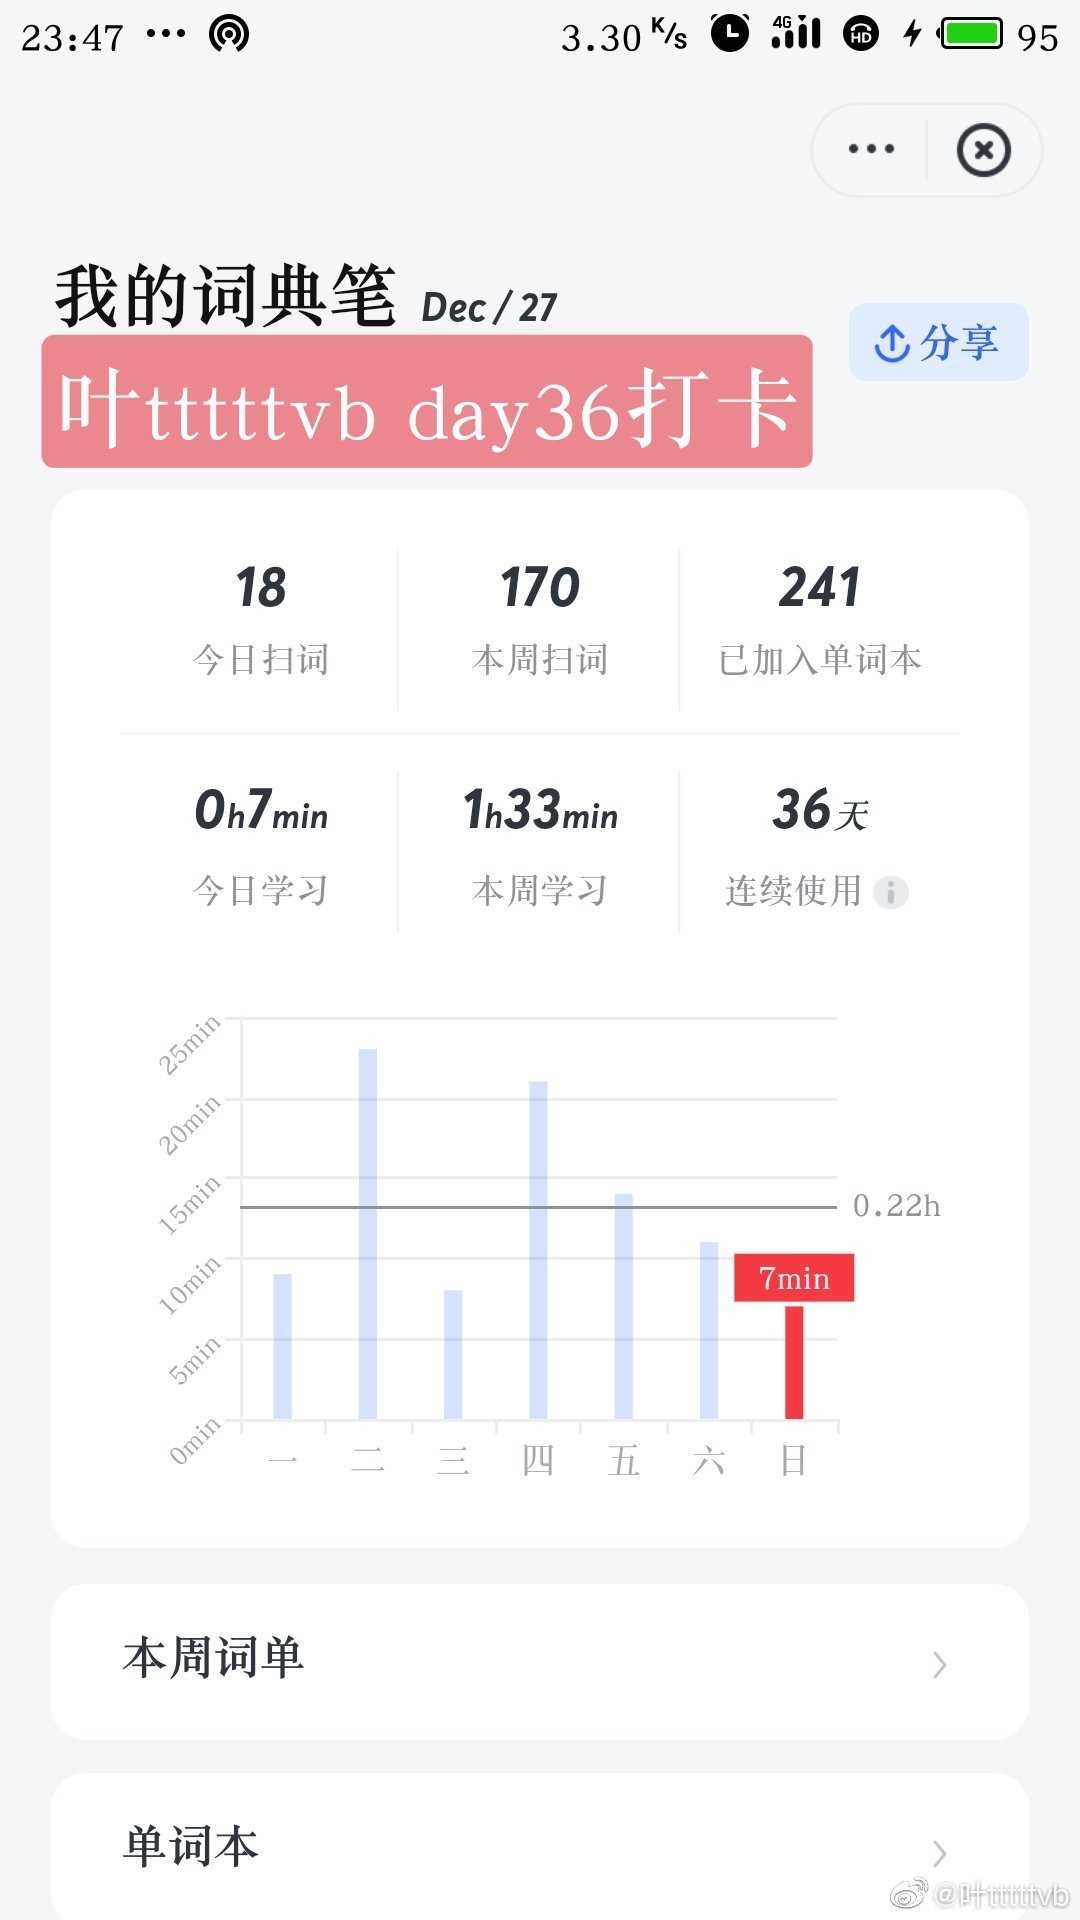 23:47 ... 3.30 K/s 4G HD 95
我的词典笔 Dec / 27
分享
叶tttttvb day36打卡
18 170 241
今日扫词 本周扫词 已加入单词本
0h7min 1h33min 36天
今日学习 本周学习 连续使用
25min
20min
15min
0.22h
10min
7min
5min
0min
一 二 三 四 五 六 日
本周词单
单词本
@叶tttttvb